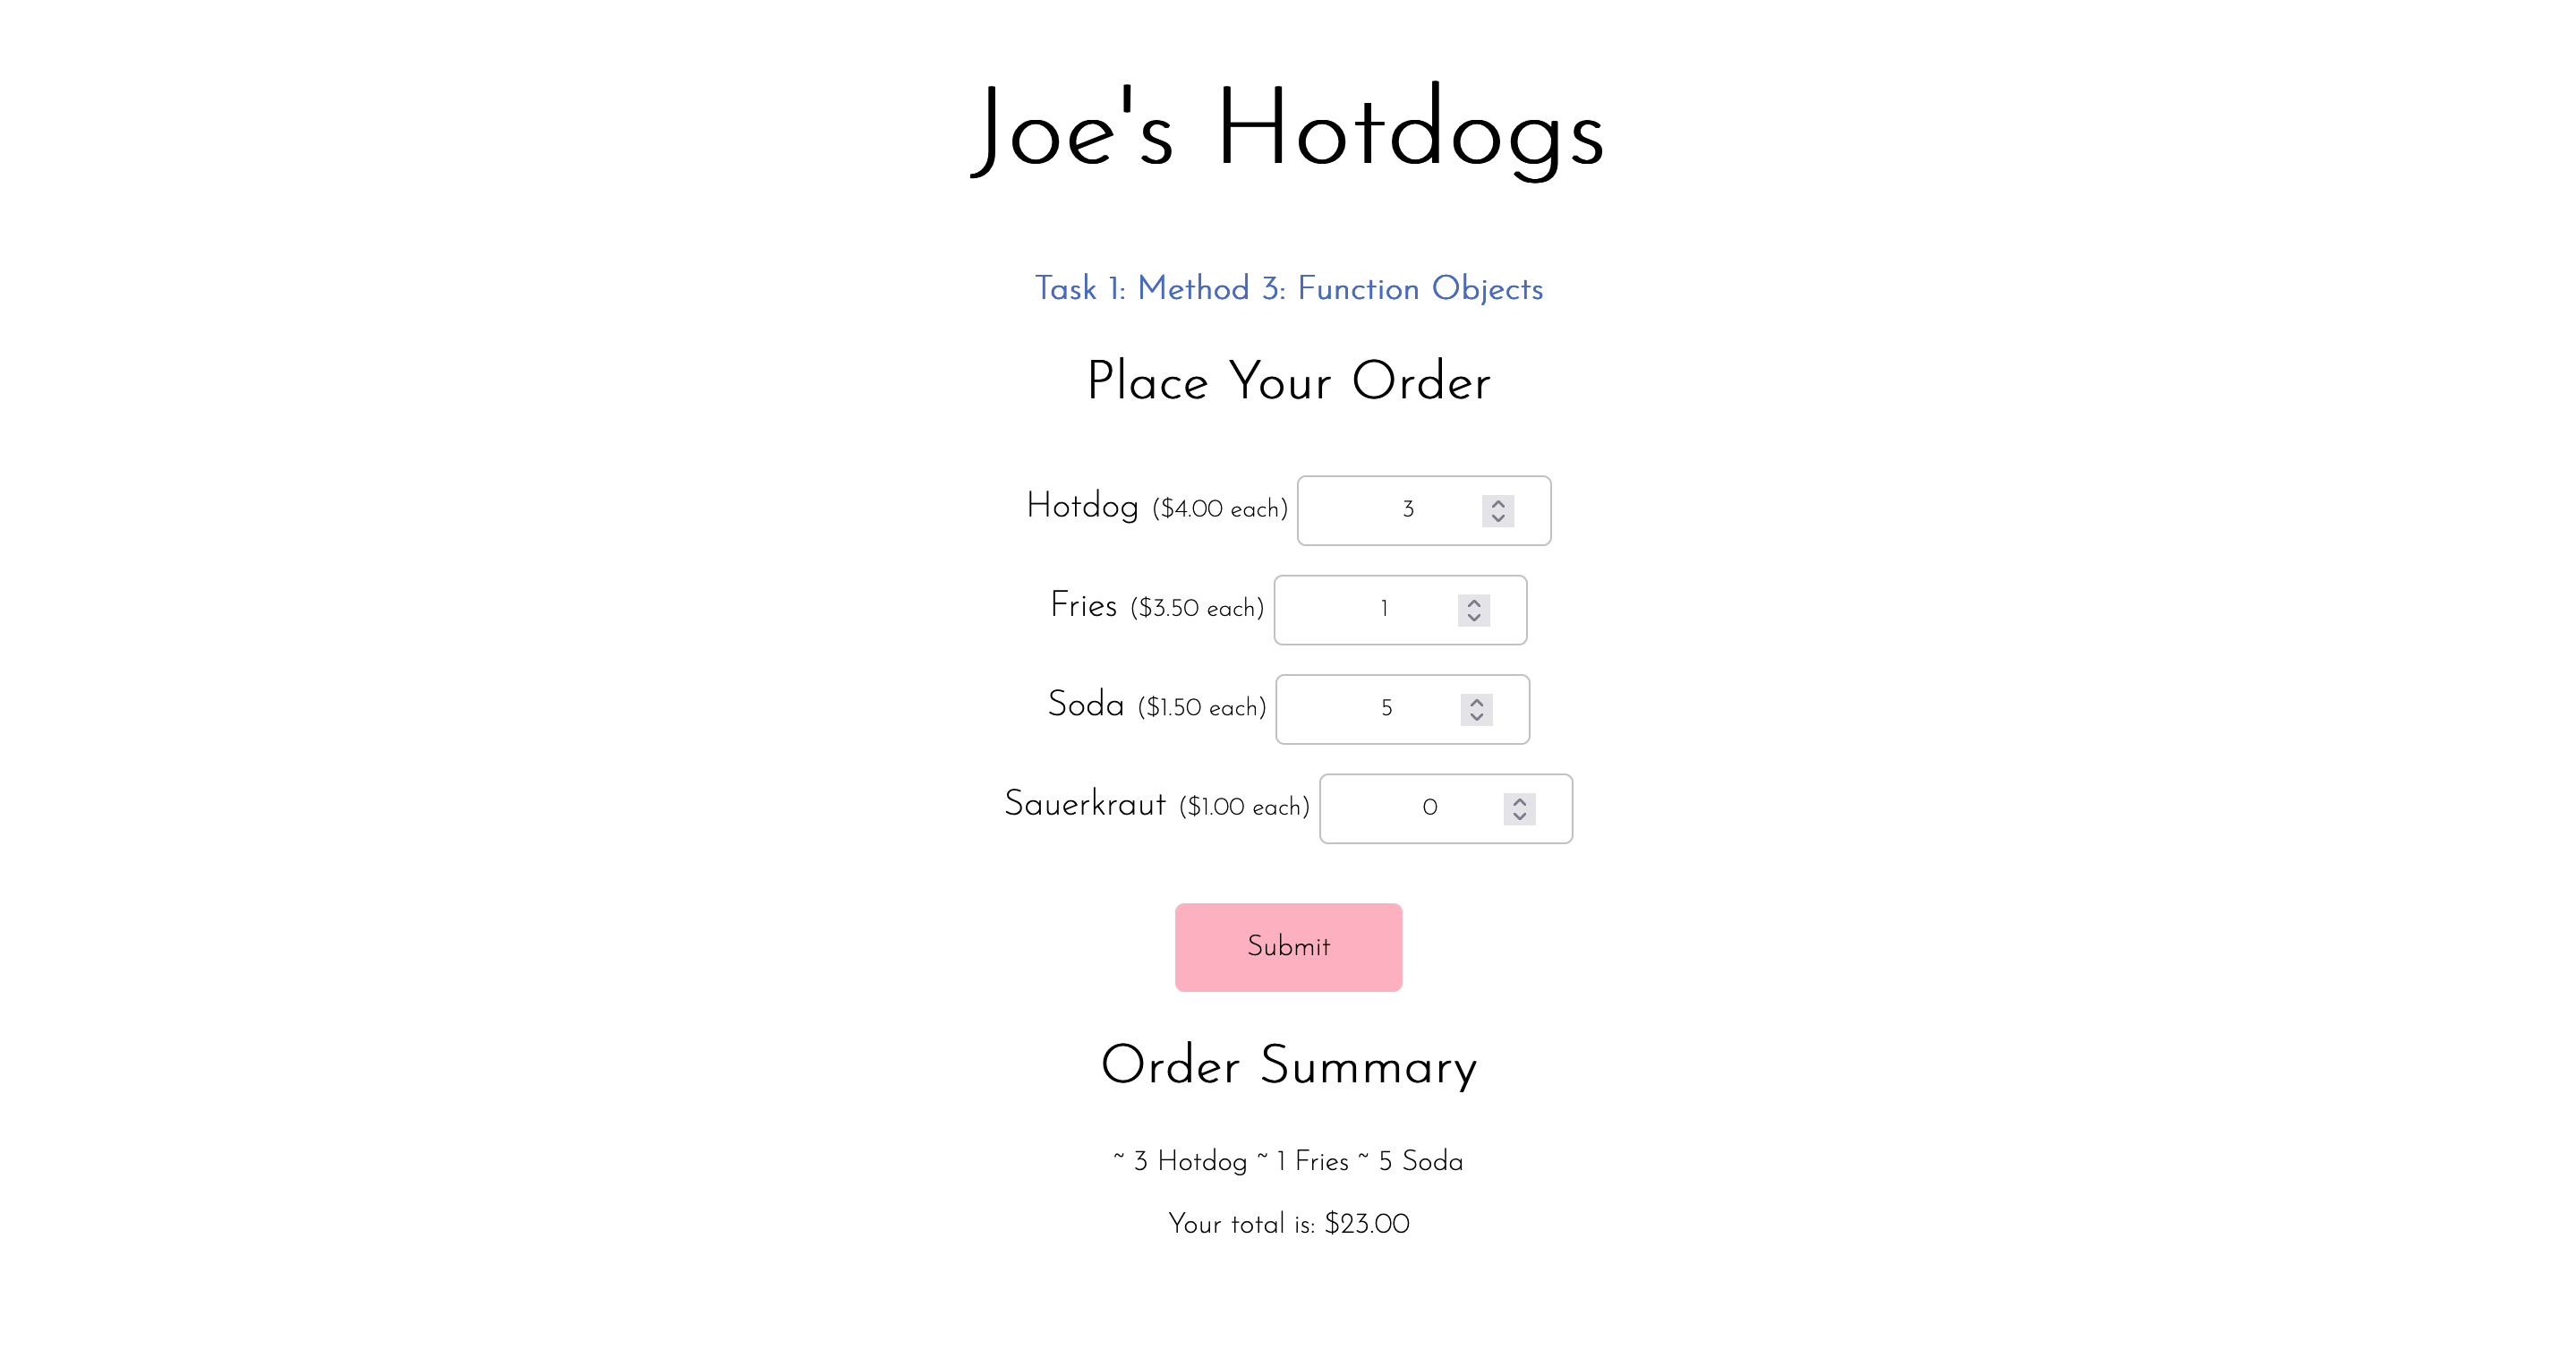 Joe's Hotdogs
Task 1: Method 3: Function Objects
Place Your Order
Hotdog ($4.00 each) 3
Fries ($3.50 each) 1
Soda ($1.50 each) 5
Sauerkraut ($1.00 each) 0
Submit
Order Summary
~ 3 Hotdog ~ 1 Fries ~ 5 Soda
Your total is: $23.00